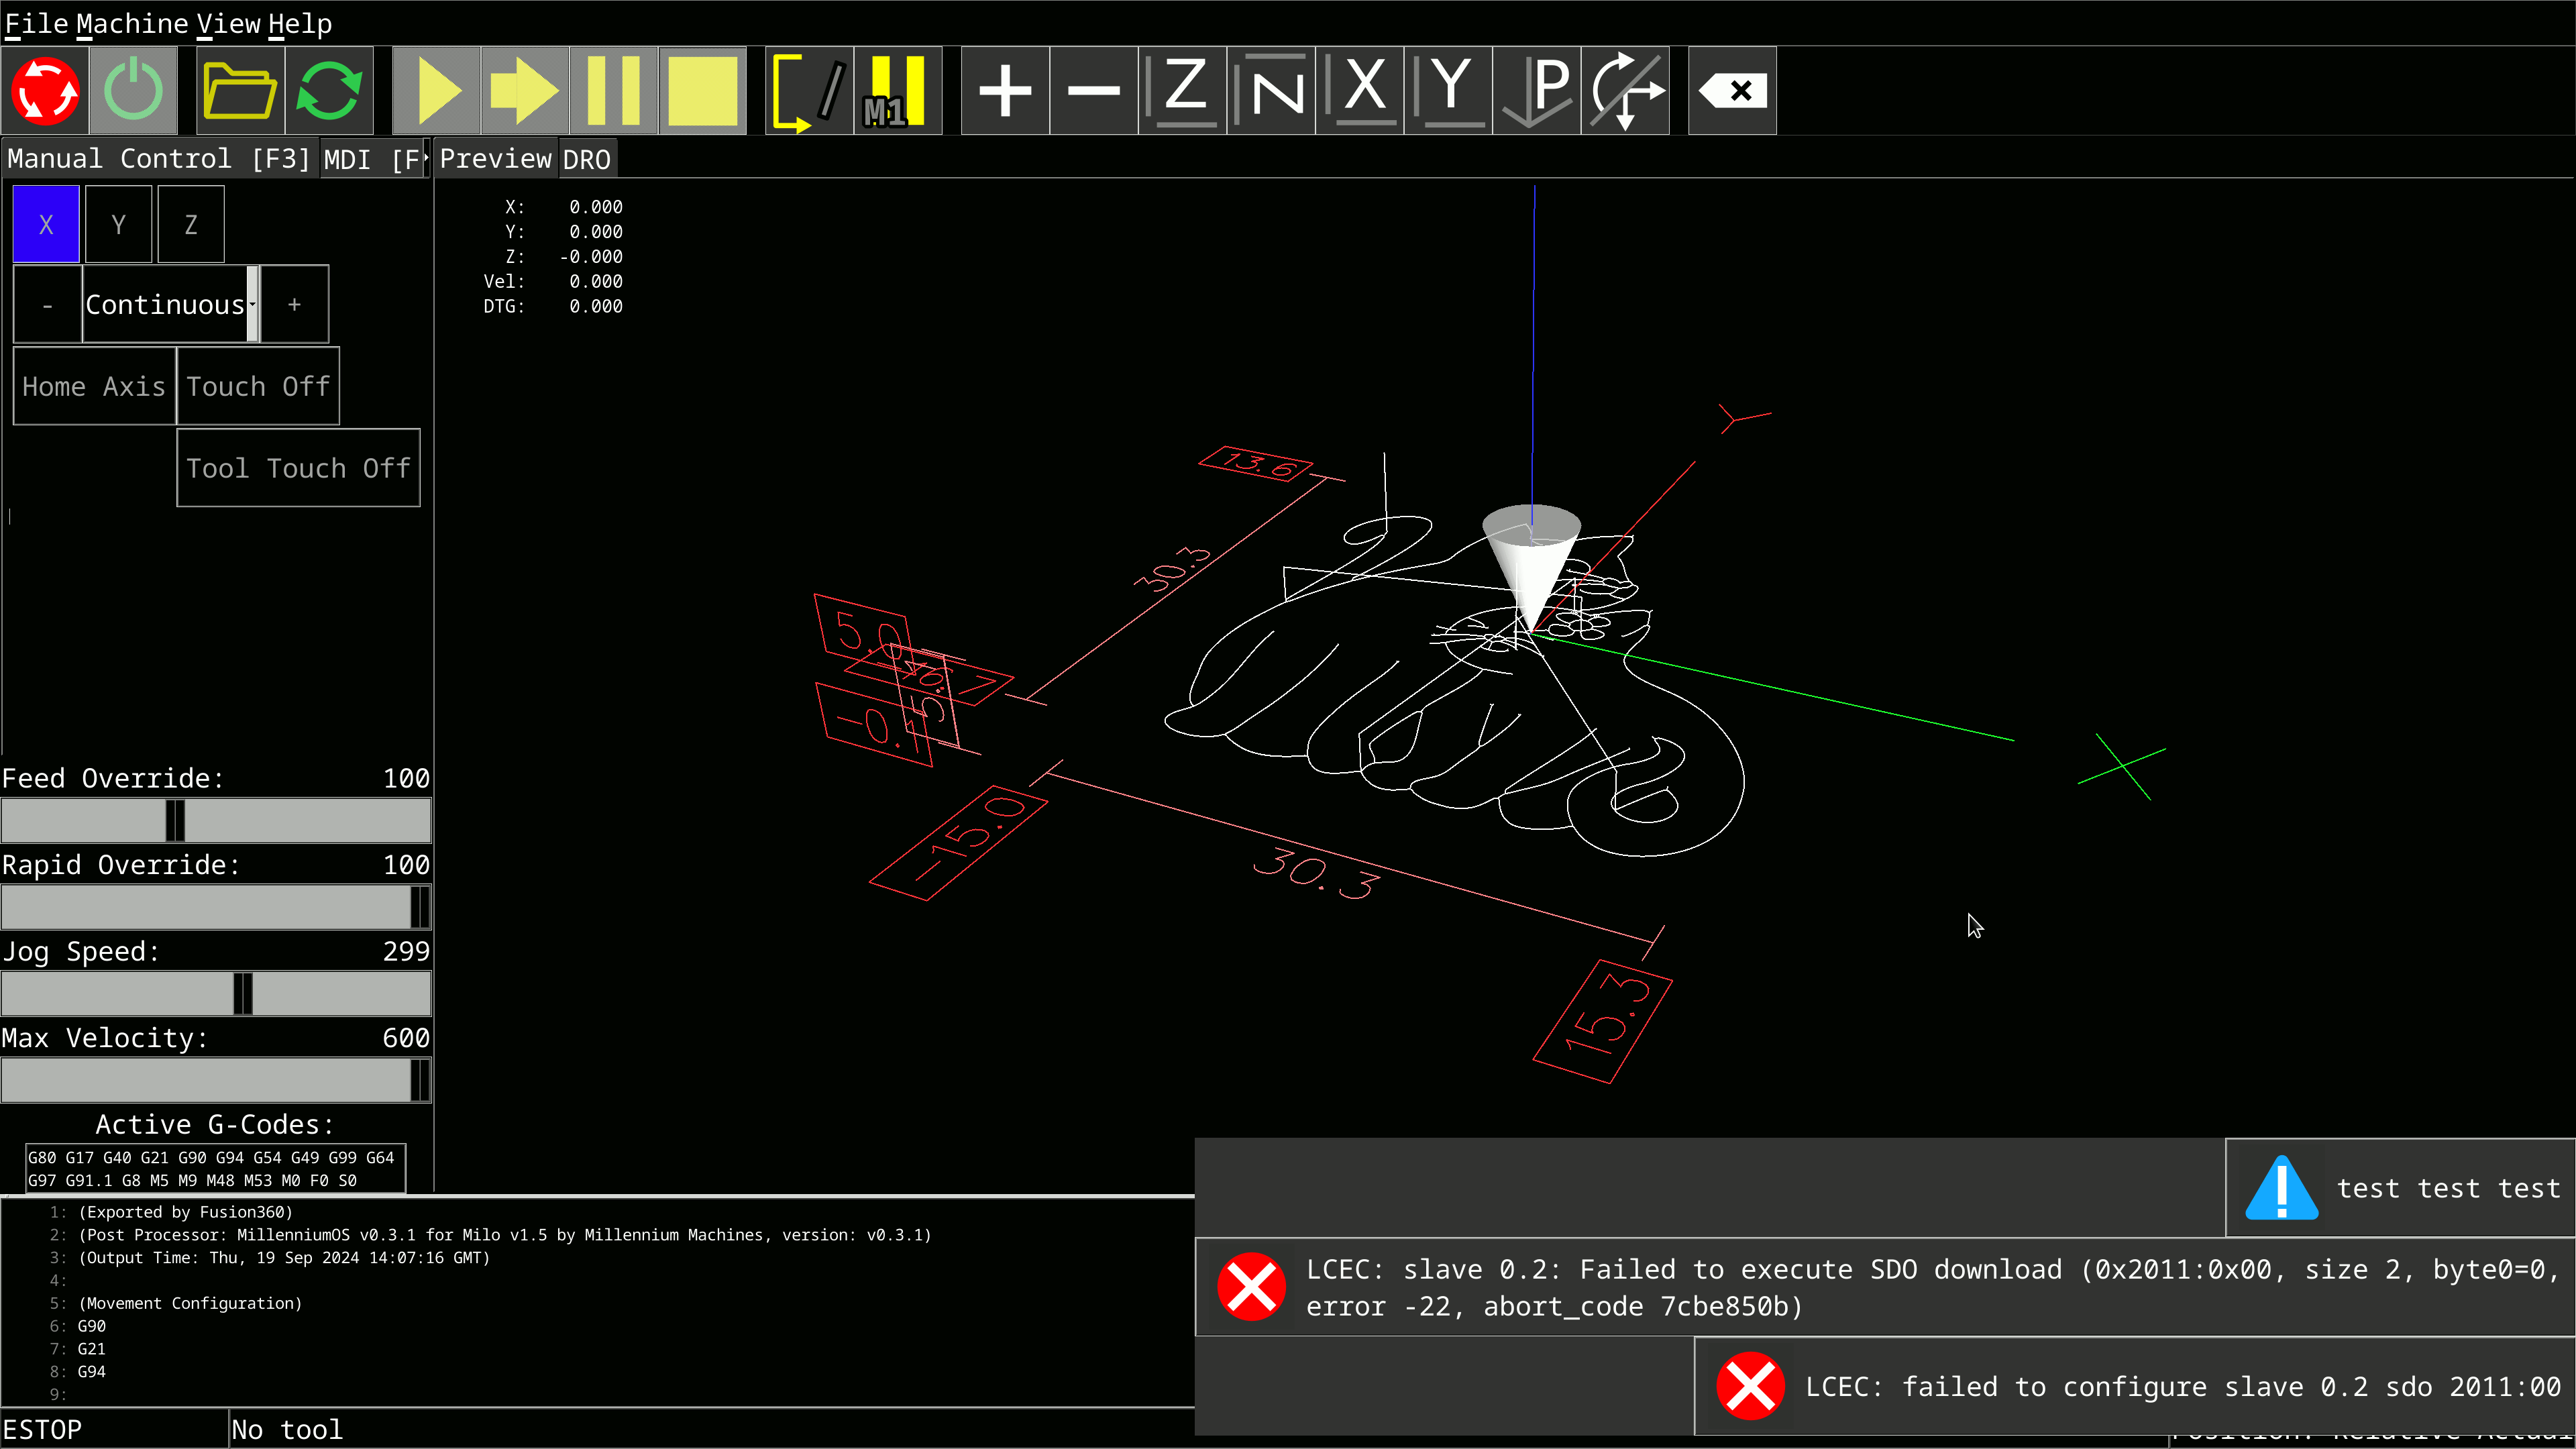 File Machine View Help
M1
Z Z X Y P
Manual Control [F3] MDI [F
Preview DRO
X Y Z
- Continuous +
Home Axis Touch Off
Tool Touch Off
X: 0.000
Y: 0.000
Z: -0.000
Vel: 0.000
DTG: 0.000
Y
13.6
30.3
5.0
-16.7
-0.1
X
-15.0
30.3
15.3
Feed Override: 100
Rapid Override: 100
Jog Speed: 299
Max Velocity: 600
Active G-Codes:
G80 G17 G40 G21 G90 G94 G54 G49 G99 G64
G97 G91.1 G8 M5 M9 M48 M53 M0 F0 S0
1: (Exported by Fusion360)
2: (Post Processor: MillenniumOS v0.3.1 for Milo v1.5 by Millennium Machines, version: v0.3.1)
3: (Output Time: Thu, 19 Sep 2024 14:07:16 GMT)
4:
5: (Movement Configuration)
6: G90
7: G21
8: G94
9:
test test test
LCEC: slave 0.2: Failed to execute SDO download (0x2011:0x00, size 2, byte0=0,
error -22, abort_code 7cbe850b)
LCEC: failed to configure slave 0.2 sdo 2011:00
ESTOP
No tool
Position: Relative Actual